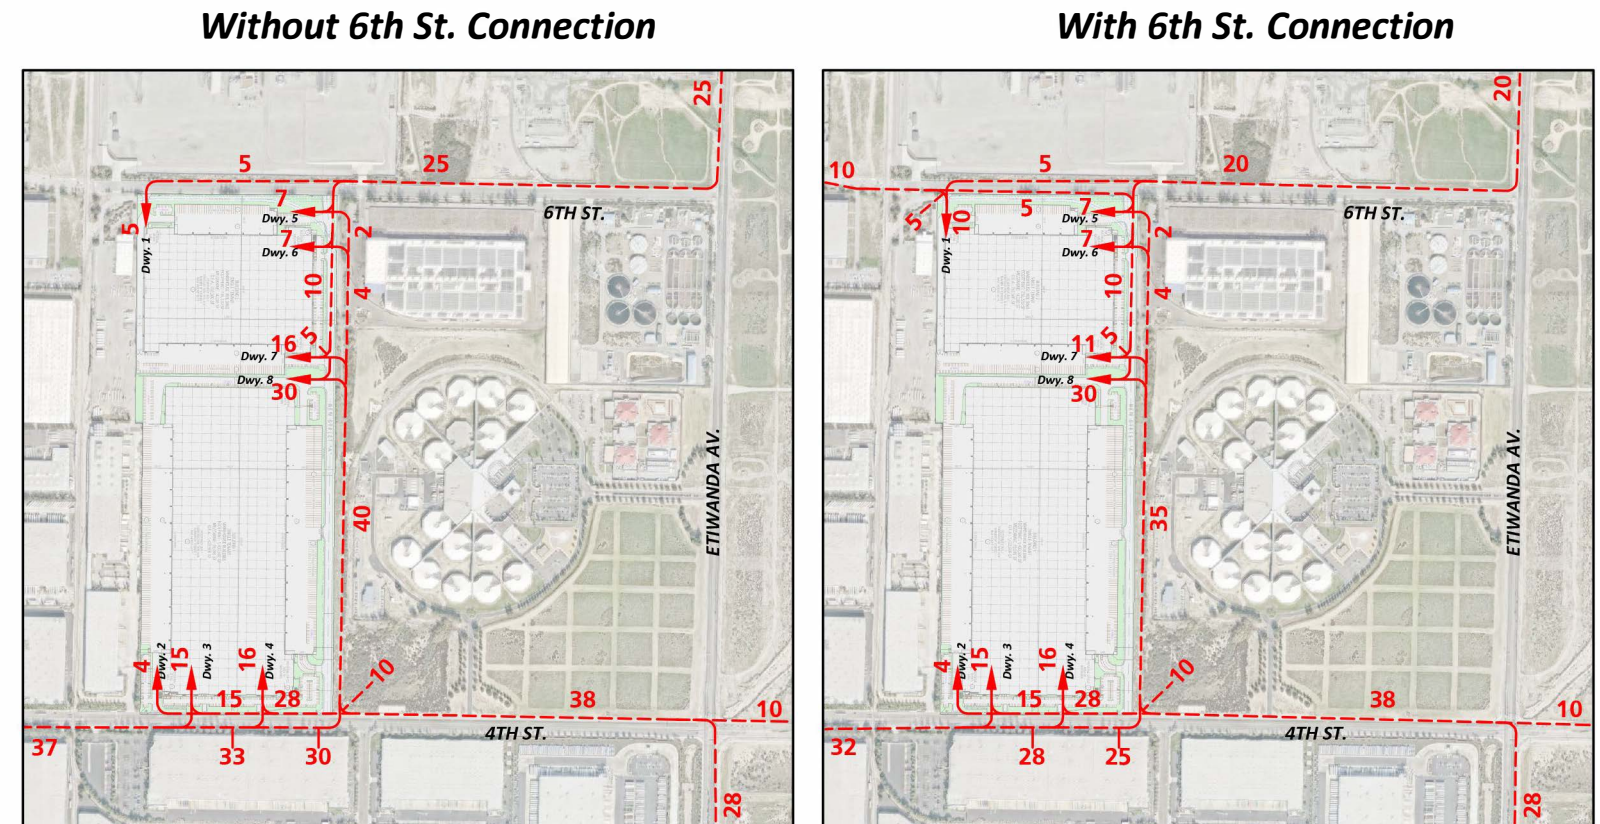 Without 6th St. Connection
25
5
25
7
Dwy. 5
6TH ST.
5
Dwy. 1
2
7
Dwy. 6
10
4
5
16
Dwy. 7
Dwy. 8
30
40
ETIWANDA AV.
4
Dwy. 2
15
Dwy. 3
16
Dwy. 4
10
15
28
38
10
37
33
30
4TH ST.
28
With 6th St. Connection
20
10
5
20
5
10
5
7
Dwy. 5
6TH ST.
Dwy. 1
2
7
Dwy. 6
10
4
5
11
Dwy. 7
Dwy. 8
30
35
ETIWANDA AV.
4
Dwy. 2
15
Dwy. 3
16
Dwy. 4
10
15
28
38
10
32
28
25
4TH ST.
28